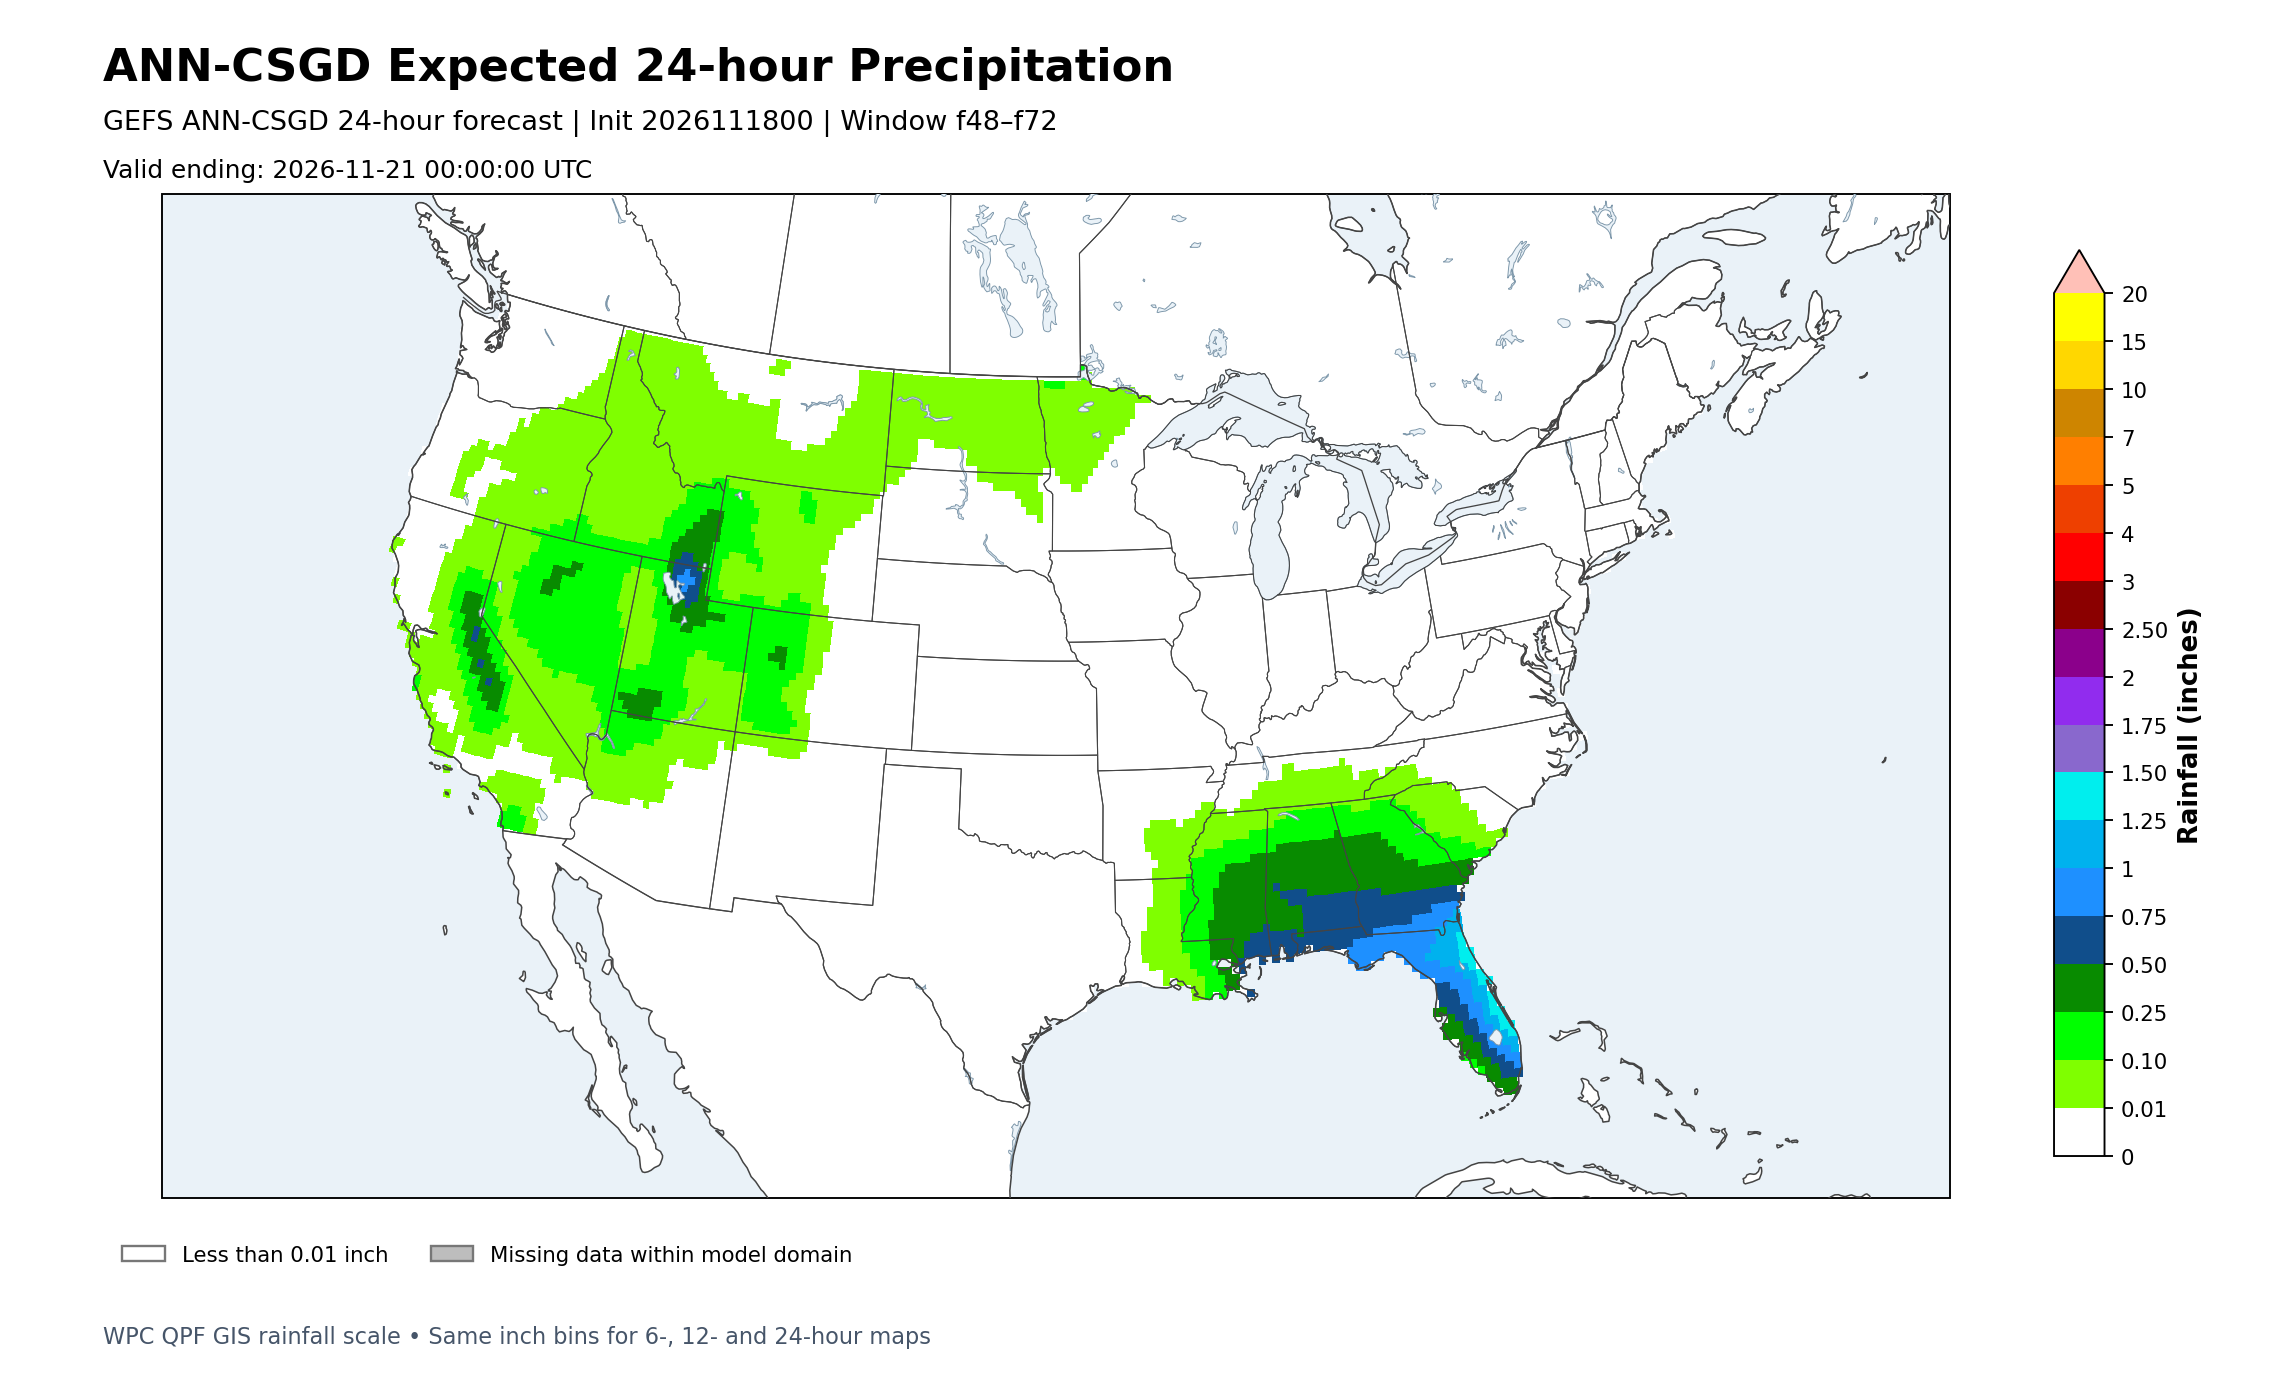 ANN-CSGD Expected 24-hour Precipitation
GEFS ANN-CSGD 24-hour forecast | Init 2026111800 | Window f48–f72
Valid ending: 2026-11-21 00:00:00 UTC
20
15
10
7
5
4
3
2.50
2
1.75
1.50
1.25
1
0.75
0.50
0.25
0.10
0.01
0
Rainfall (inches)
Less than 0.01 inch
Missing data within model domain
WPC QPF GIS rainfall scale • Same inch bins for 6-, 12- and 24-hour maps